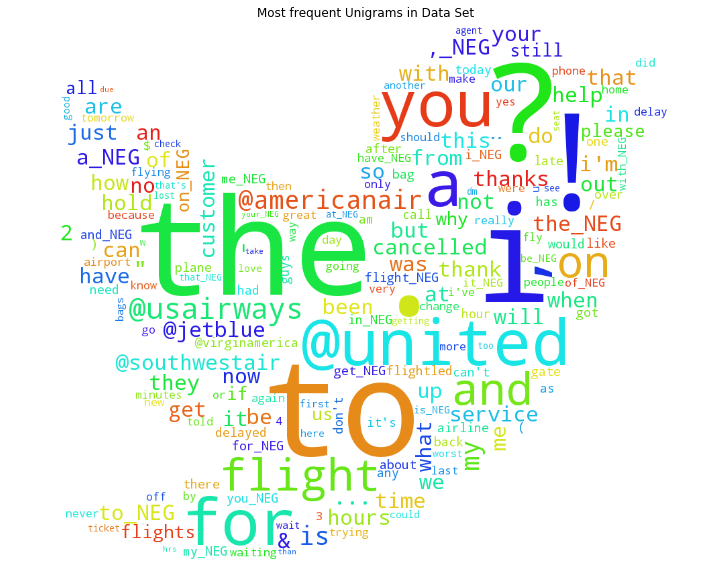 Most frequent Unigrams in Data Set
agent
,_NEG your
still
with today make our phone that did
all due good are tomorrow
another yes help home
you ? !
weather should .. this do in delay please
just an $ check
a_NEG of
from i_NEG i'm one
after have_NEG late out with_NEG
how no flying that's lost on_NEG customer me_NEG then
so bag only a not thanks were u dm see seat over /
hold @americanair
because your_NEG great at_NEG am call why really has the_NEG
2 and_NEG can the i
) airport " plane w that_NEG take love had guys way day going
but cancelled fly would like
was thank be_NEG people , on
have need know bags
flight_NEG very at i've it_NEG of_NEG
@usairways been in_NEG . change hour will when got
go @jetblue @virginamerica getting
@united more too
@southwestair now get_NEG flightled can't gate
they minutes or if again to first don't up and as
new get told it be 4 us it's is_NEG service (
delayed here what airline me
for_NEG about back my
there flight any last worst we
off by you_NEG ... time
never to_NEG for 3 hours could
ticket flights & wait is trying
hrs my_NEG waiting than